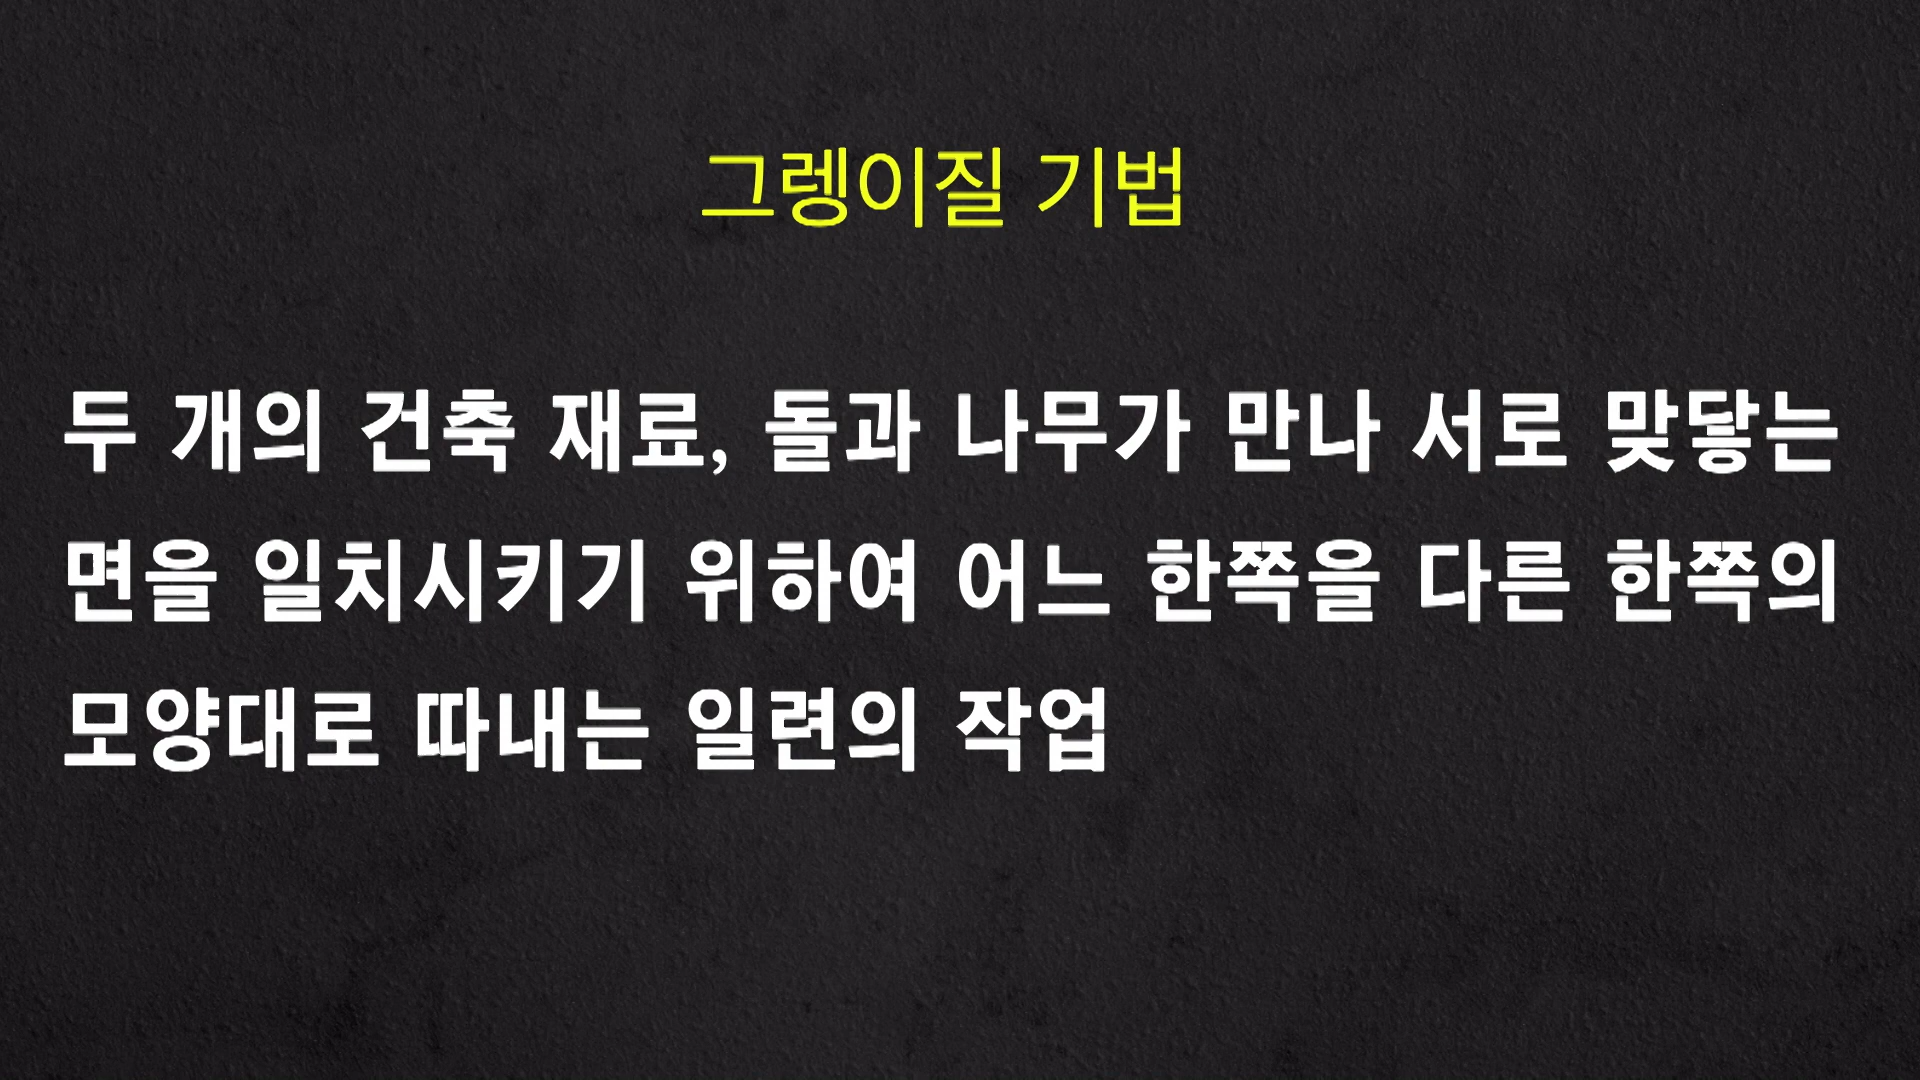 그렝이질 기법
두 개의 건축 재료, 돌과 나무가 만나 서로 맞닿는
면을 일치시키기 위하여 어느 한쪽을 다른 한쪽의
모양대로 따내는 일련의 작업